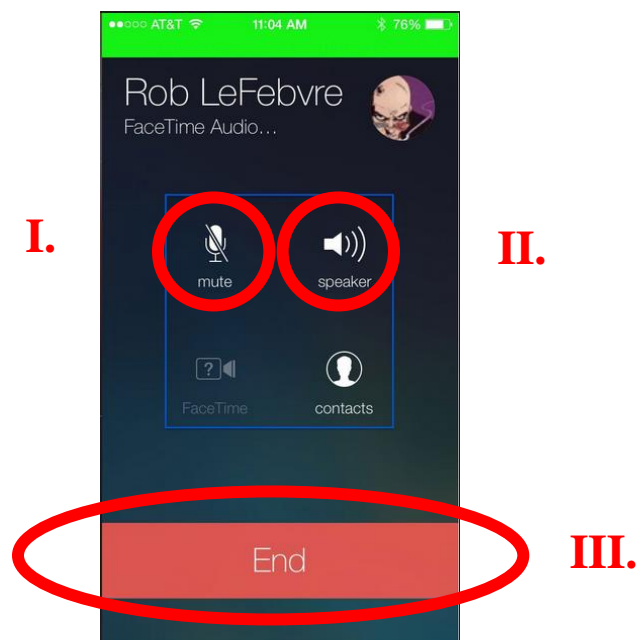 AT&T 11:04 AM 76%
Rob LeFebvre
FaceTime Audio...
I.
II.
mute speaker
?
FaceTime contacts
End
III.